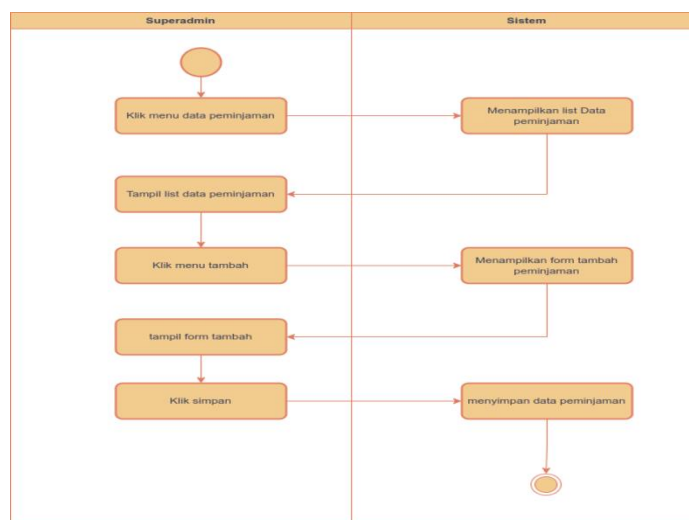 Superadmin
Sistem
Klik menu data peminjaman
Menampilkan list Data
peminjaman
Tampil list data peminjaman
Klik menu tambah
Menampilkan form tambah
peminjaman
tampil form tambah
Klik simpan
menyimpan data peminjaman